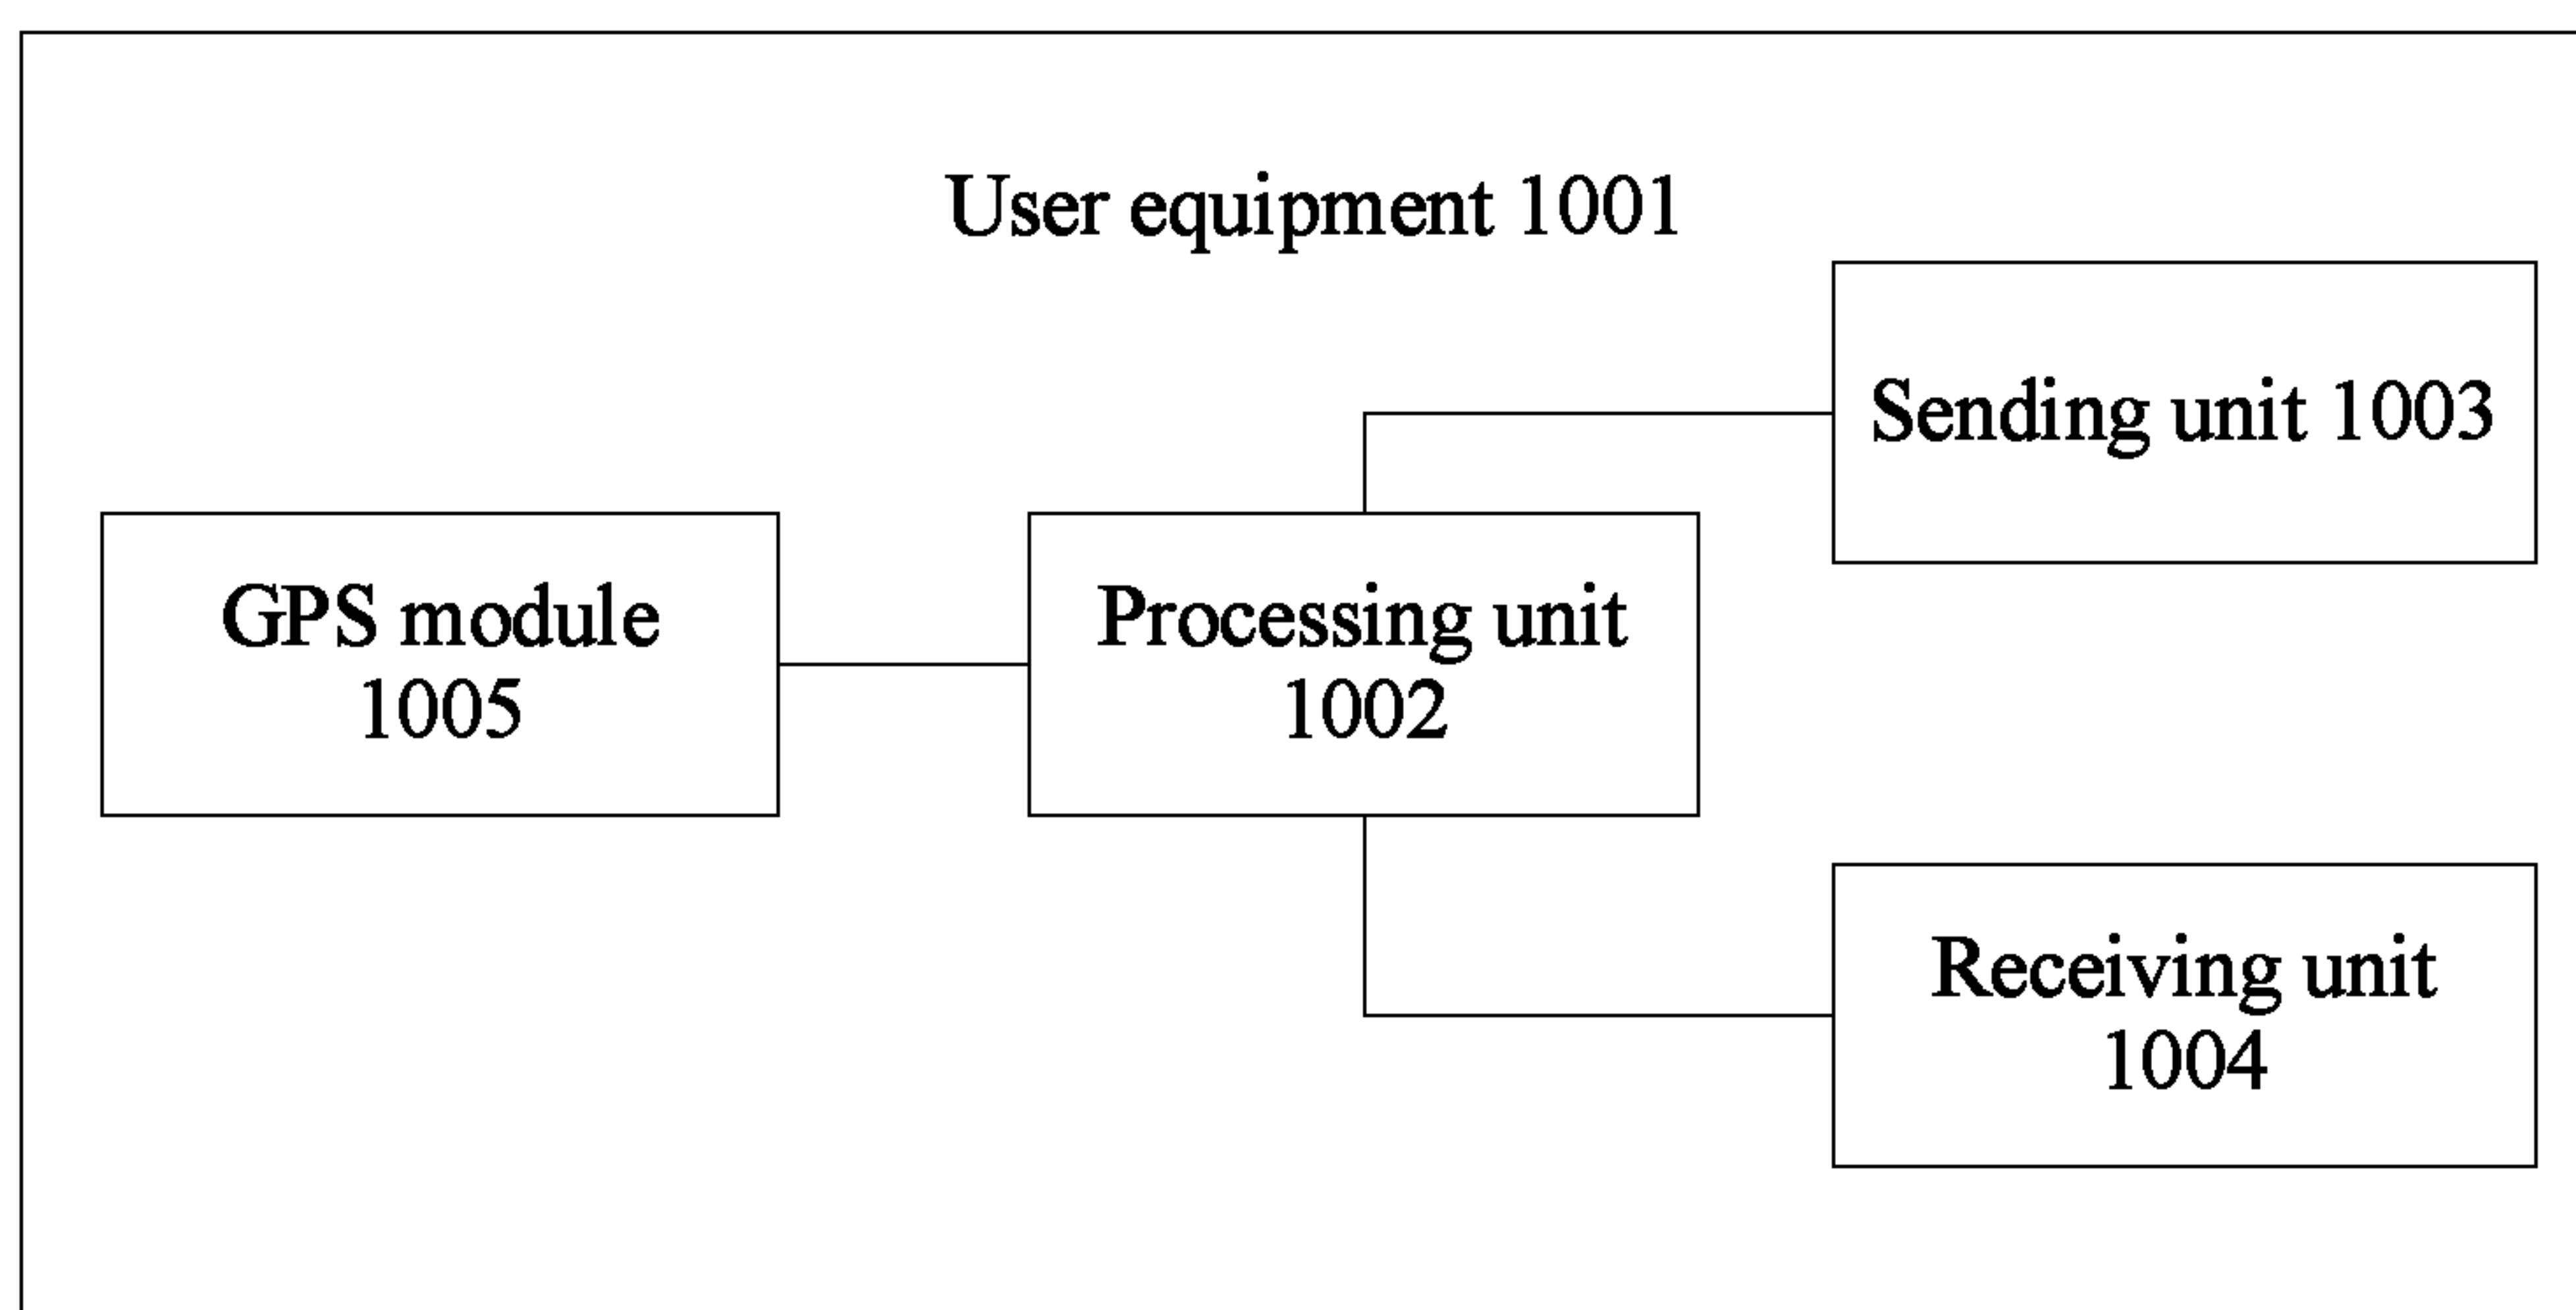 User equipment 1001
Sending unit 1003
GPS module
1005
Processing unit
1002
Receiving unit
1004